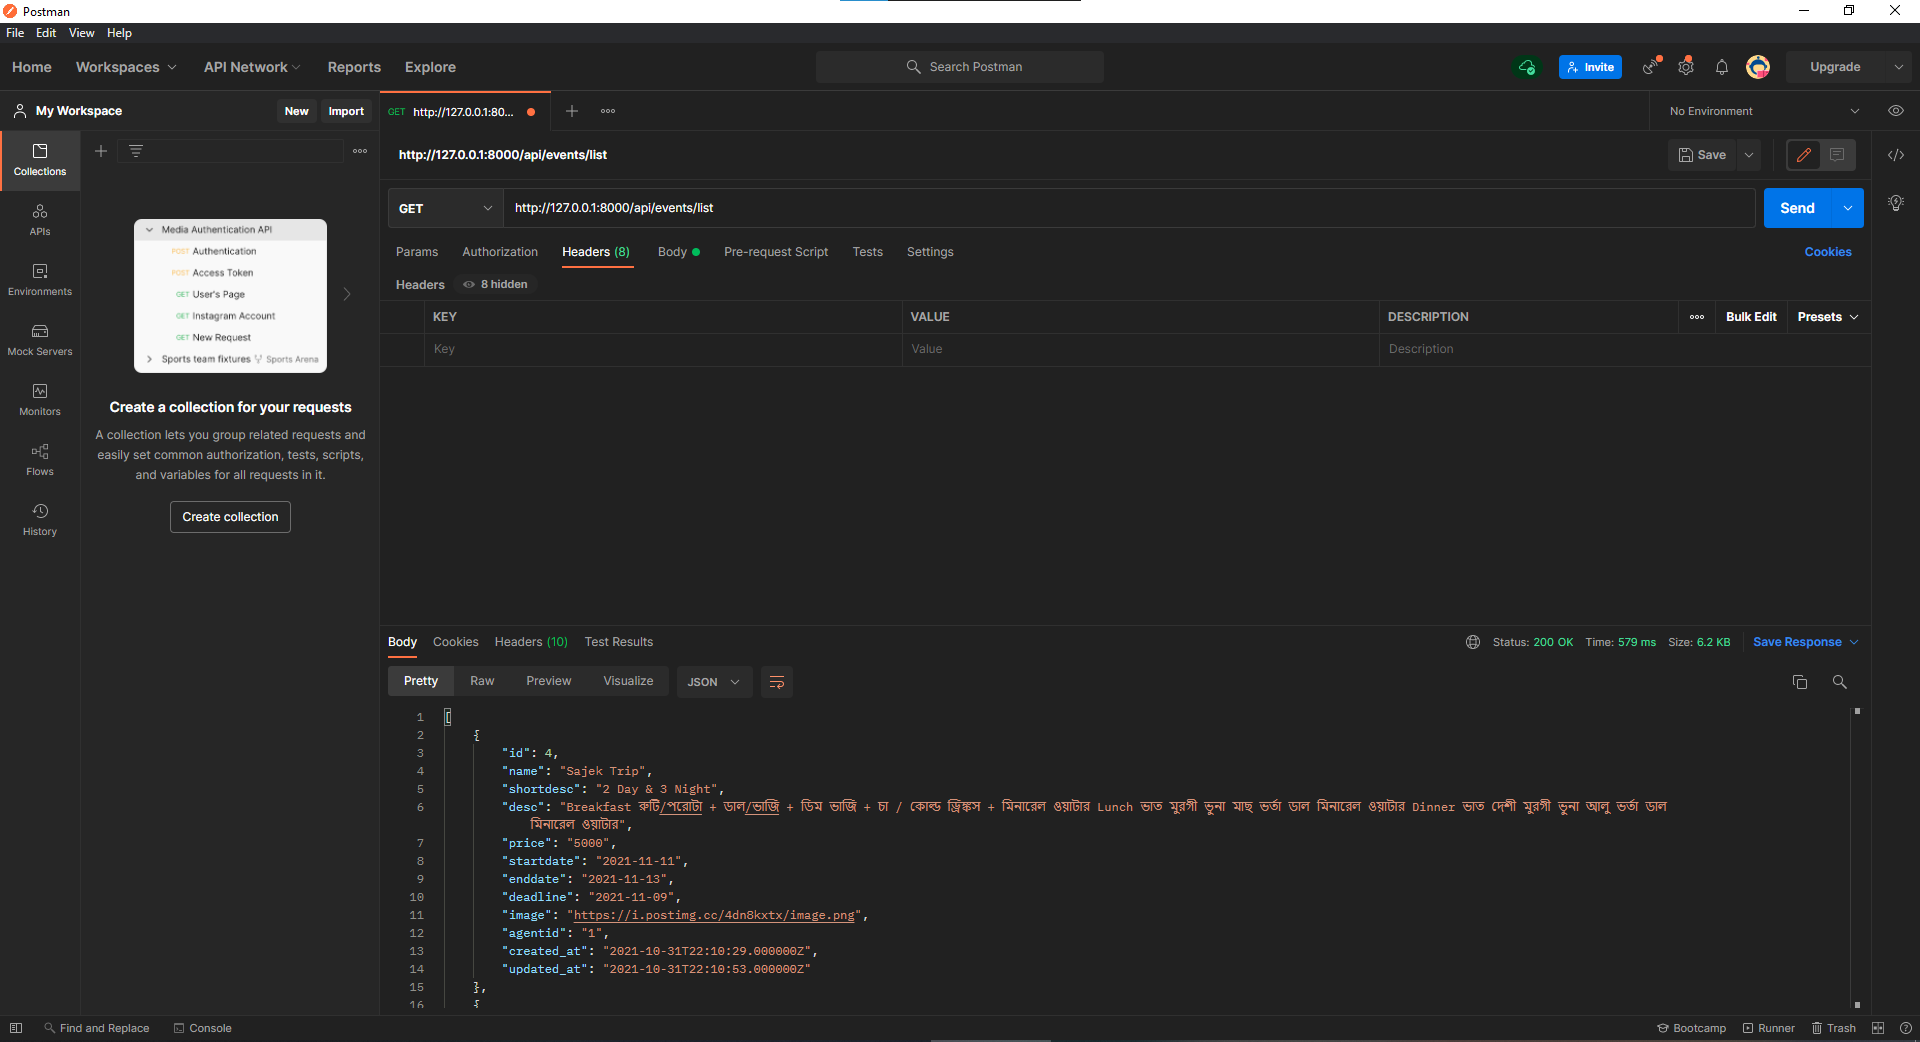 Postman
File Edit View Help
Home Workspaces API Network Reports Explore Search Postman Invite Upgrade
My Workspace New Import GET http://127.0.0.1:80... No Environment
http://127.0.0.1:8000/api/events/list Save
Collections
APIs
Environments
Mock Servers
Monitors
Flows
History
Media Authentication API
POST Authentication
POST Access Token
GET User's Page
GET Instagram Account
GET New Request
Sports team fixtures Sports Arena
Create a collection for your requests
A collection lets you group related requests and
easily set common authorization, tests, scripts,
and variables for all requests in it.
Create collection
GET http://127.0.0.1:8000/api/events/list Send
Params Authorization Headers (8) Body Pre-request Script Tests Settings Cookies
Headers 8 hidden
KEY VALUE DESCRIPTION Bulk Edit Presets
Key Value Description
Body Cookies Headers (10) Test Results Status: 200 OK Time: 579 ms Size: 6.2 KB Save Response
Pretty Raw Preview Visualize JSON
1 [
2 {
3 "id": 4,
4 "name": "Sajek Trip",
5 "shortdesc": "2 Day & 3 Night",
6 "desc": "Breakfast রুটি/পরোটা + ডাল/ভাজি + ডিম ভাজি + চা / কোল্ড ড্রিঙ্কস + মিনারেল ওয়াটার Lunch ভাত মুরগী ভুনা মাছ ভর্তা ডাল মিনারেল ওয়াটার Dinner ভাত দেশী মুরগী ভুনা আলু ভর্তা ডাল
মিনারেল ওয়াটার",
7 "price": "5000",
8 "startdate": "2021-11-11",
9 "enddate": "2021-11-13",
10 "deadline": "2021-11-09",
11 "image": "https://i.postimg.cc/4dn8kxtx/image.png",
12 "agentid": "1",
13 "created_at": "2021-10-31T22:10:29.000000Z",
14 "updated_at": "2021-10-31T22:10:53.000000Z"
15 },
16 {
Find and Replace Console Bootcamp Runner Trash